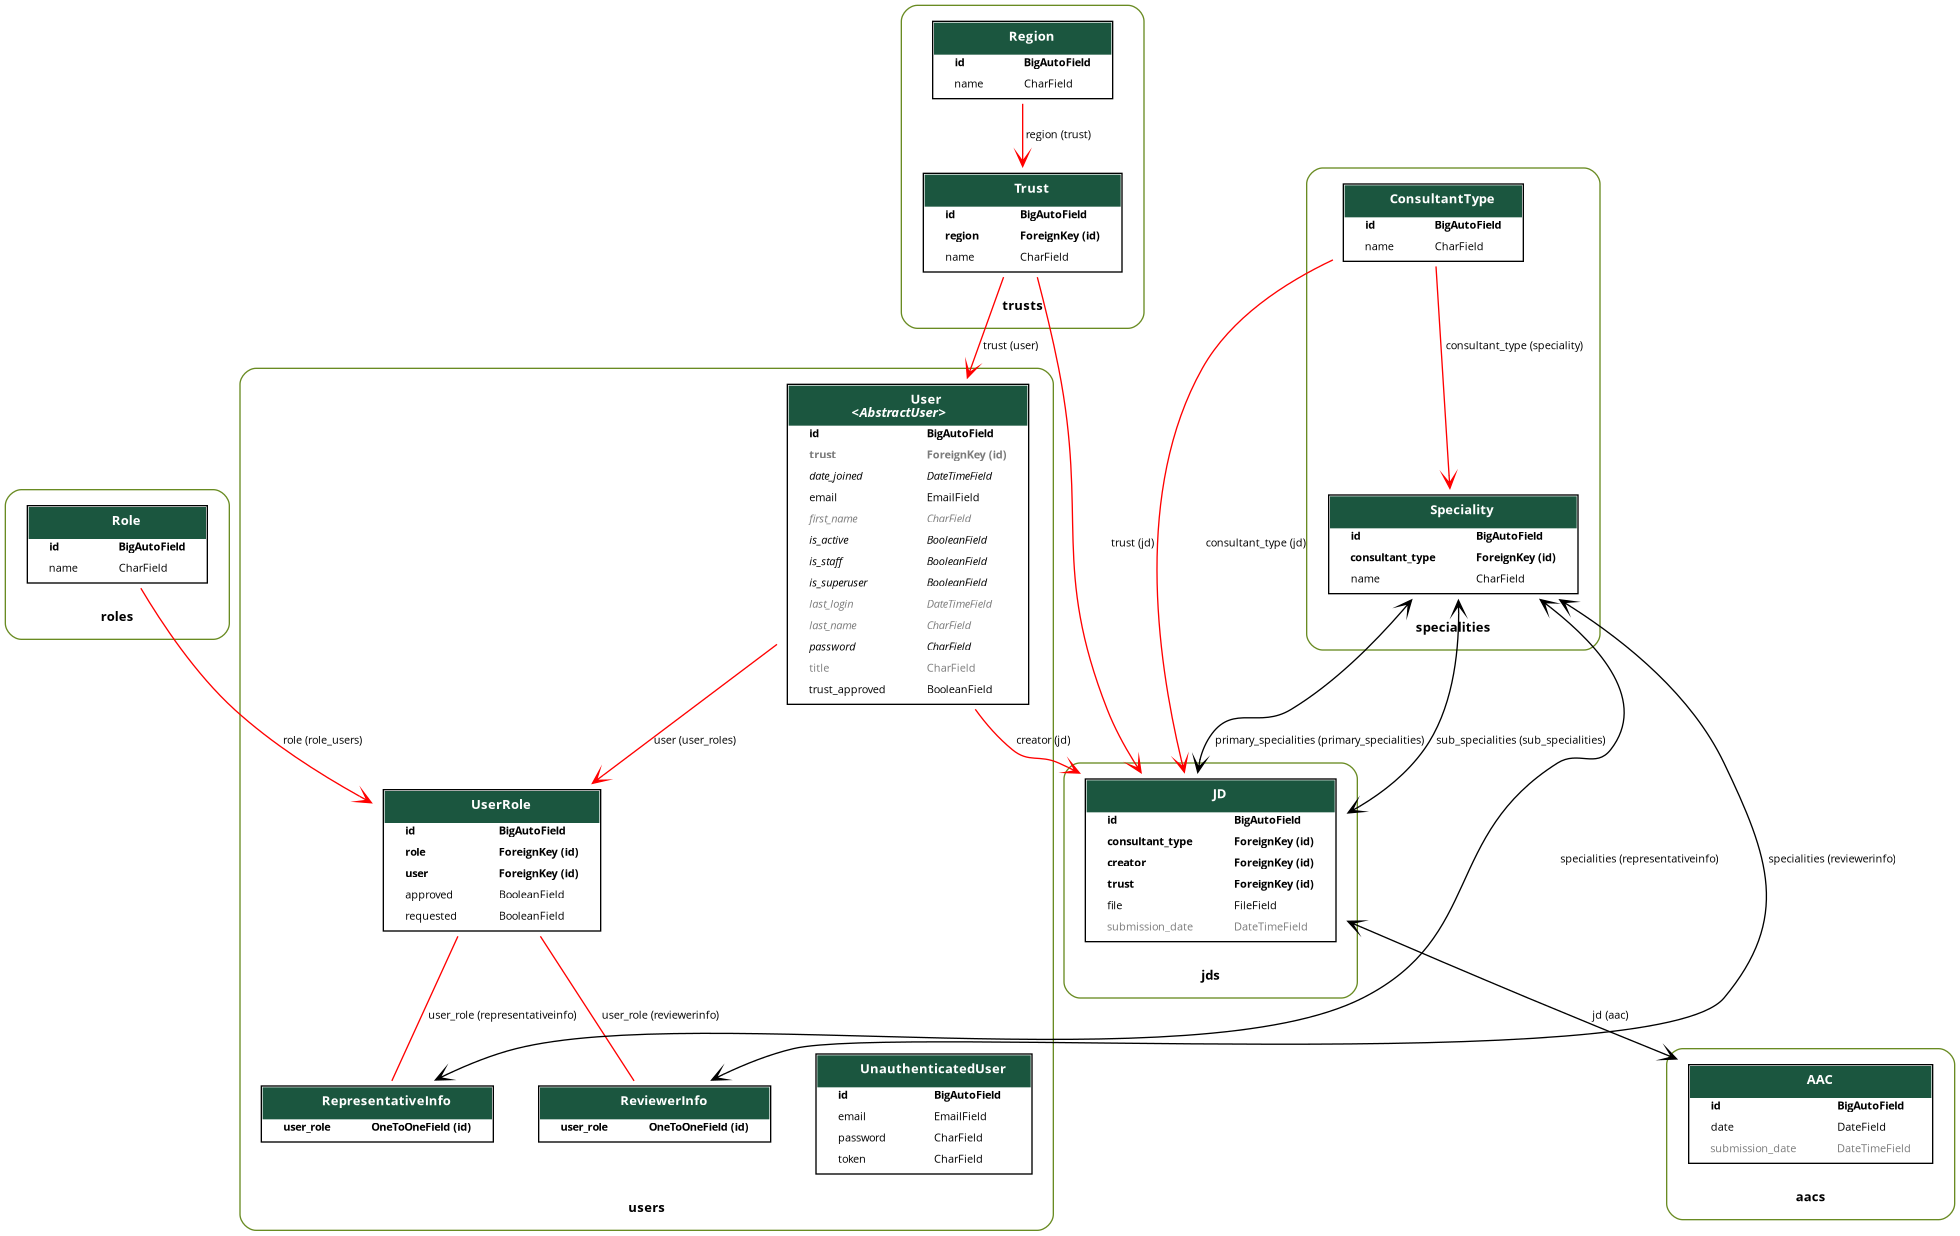 Region
id BigAutoField
name CharField
region (trust)
Trust
id BigAutoField
region ForeignKey (id)
name CharField
trusts
ConsultantType
id BigAutoField
name CharField
consultant_type (speciality)
trust (user)
User
<AbstractUser>
id BigAutoField
trust ForeignKey (id)
date_joined DateTimeField
email EmailField
first_name CharField
is_active BooleanField
is_staff BooleanField
is_superuser BooleanField
last_login DateTimeField
last_name CharField
password CharField
title CharField
trust_approved BooleanField
Role
id BigAutoField
name CharField
roles
trust (jd)
consultant_type (jd)
Speciality
id BigAutoField
consultant_type ForeignKey (id)
name CharField
specialities
role (role_users)
user (user_roles)
creator (jd)
primary_specialities (primary_specialities)
sub_specialities (sub_specialities)
UserRole
id BigAutoField
role ForeignKey (id)
user ForeignKey (id)
approved BooleanField
requested BooleanField
JD
id BigAutoField
consultant_type ForeignKey (id)
creator ForeignKey (id)
trust ForeignKey (id)
file FileField
submission_date DateTimeField
jds
specialities (representativeinfo)
specialities (reviewerinfo)
user_role (representativeinfo)
user_role (reviewerinfo)
jd (aac)
RepresentativeInfo
user_role OneToOneField (id)
ReviewerInfo
user_role OneToOneField (id)
UnauthenticatedUser
id BigAutoField
email EmailField
password CharField
token CharField
users
AAC
id BigAutoField
date DateField
submission_date DateTimeField
aacs